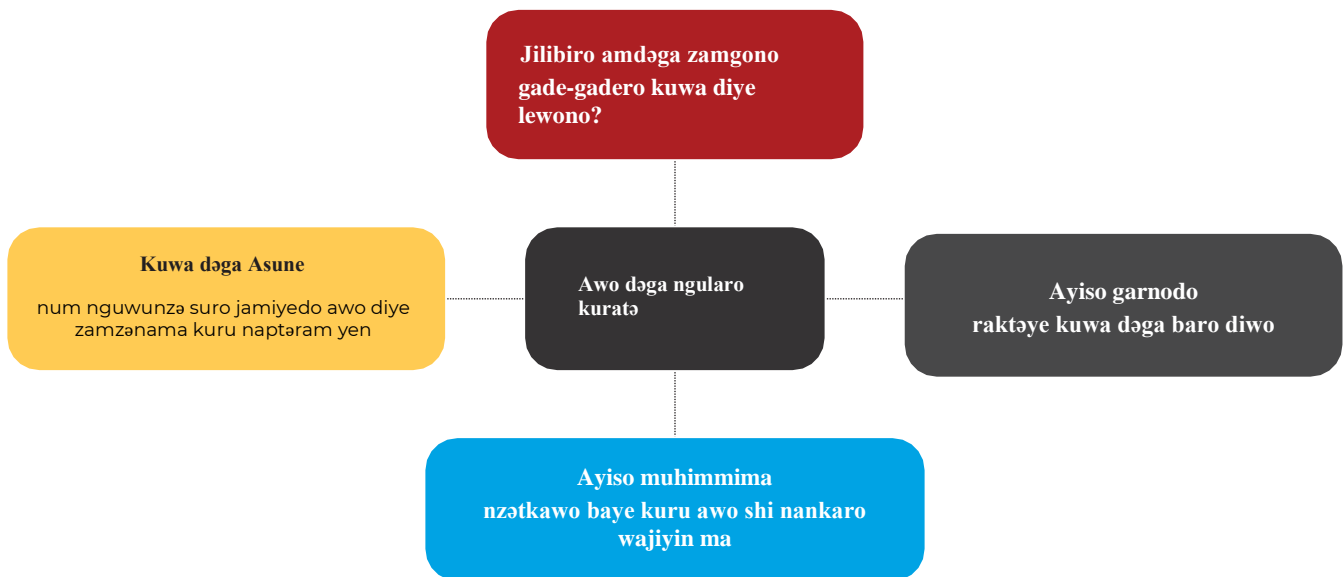 Jilibiro amdəga zamgono
gade-gadero kuwa diye
lewono?
Kuwa dəga Asune
num nguwunzə suro jamiyedo awo diye
zamzənama kuru naptəram yen
Awo dəga ngularo
kuratə
Ayiso garnodo
raktəye kuwa dəga baro diwo
Ayiso muhimmima
nzətkawo baye kuru awo shi nankaro
wajiyin ma